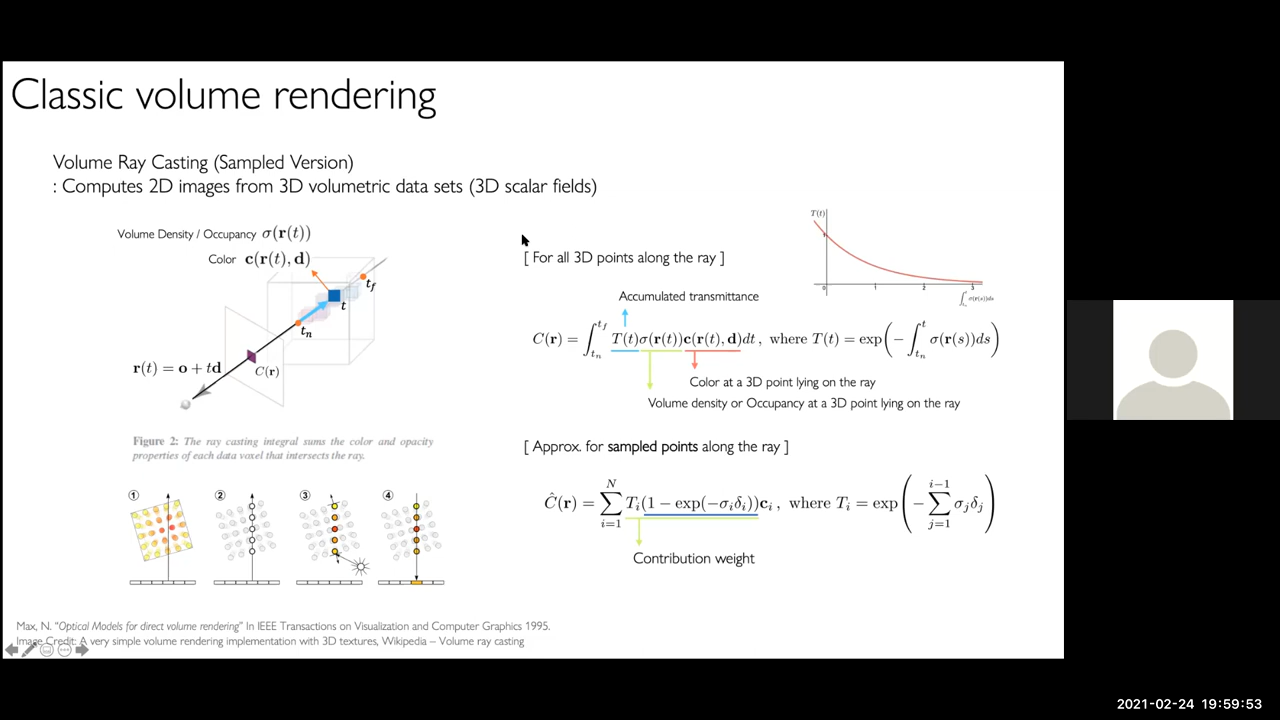 Classic volume rendering
Volume Ray Casting (Sampled Version)
: Computes 2D images from 3D volumetric data sets (3D scalar fields)
Volume Density / Occupancy σ(r(t))
Color c(r(t), d)
t_f
t
t_n
r(t) = o + td
C(r)
Figure 2: The ray casting integral sums the color and opacity
properties of each data voxel that intersects the ray.
① ② ③ ④
T(t)
1
0 1 2 3
∫_{t_n}^{t} σ(r(s))ds
[ For all 3D points along the ray ]
Accumulated transmittance
C(r) = ∫_{t_n}^{t_f} T(t)σ(r(t))c(r(t), d)dt , where T(t) = exp(−∫_{t_n}^{t} σ(r(s))ds)
Color at a 3D point lying on the ray
Volume density or Occupancy at a 3D point lying on the ray
[ Approx. for sampled points along the ray ]
Ĉ(r) = ∑_{i=1}^{N} T_i(1 − exp(−σ_iδ_i))c_i , where T_i = exp(−∑_{j=1}^{i−1} σ_jδ_j)
Contribution weight
Max, N. "Optical Models for direct volume rendering" In IEEE Transactions on Visualization and Computer Graphics 1995.
Image Credit: A very simple volume rendering implementation with 3D textures, Wikipedia – Volume ray casting
2021-02-24 19:59:53